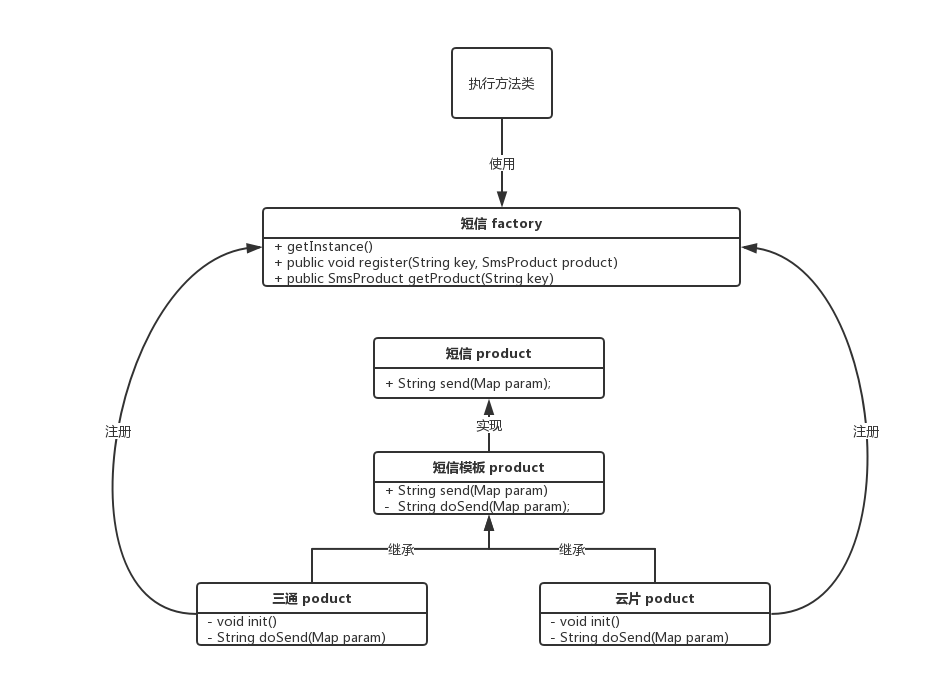 执行方法类
使用
短信 factory
+ getInstance()
+ public void register(String key, SmsProduct product)
+ public SmsProduct getProduct(String key)
短信 product
+ String send(Map param);
注册
实现
注册
短信模板 product
+ String send(Map param)
-  String doSend(Map param);
继承
继承
三通 poduct
- void init()
- String doSend(Map param)
云片 poduct
- void init()
- String doSend(Map param)